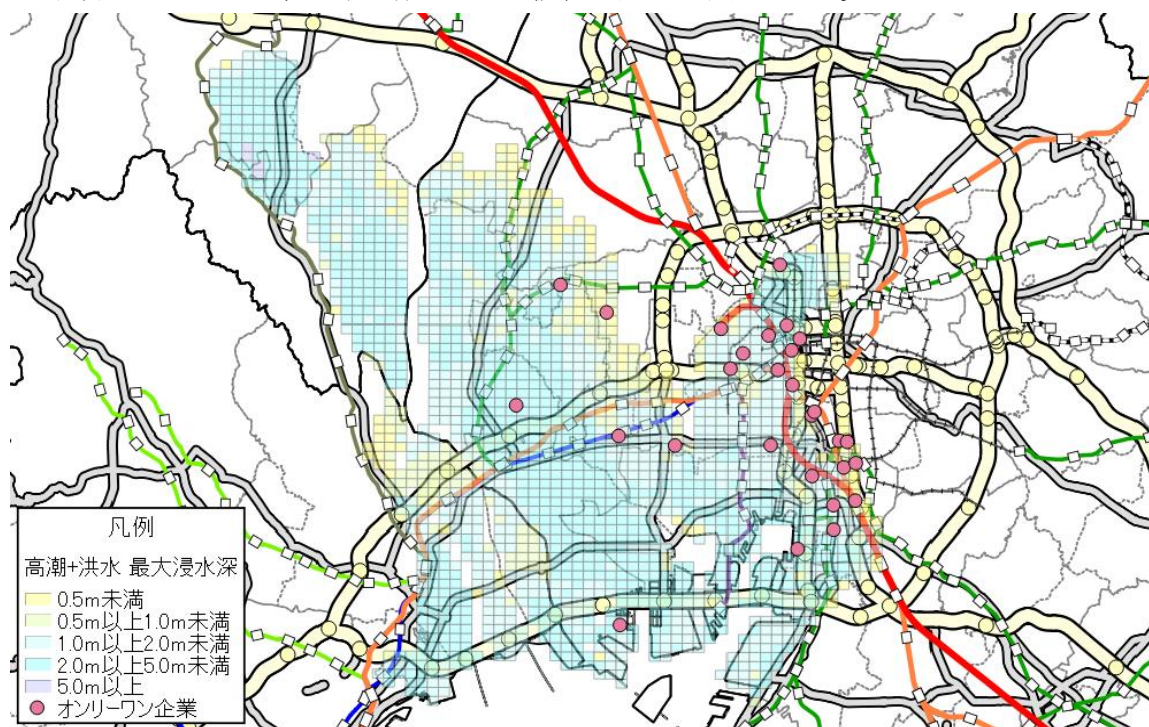 凡例
高潮+洪水 最大浸水深
0.5m未満
0.5m以上1.0m未満
1.0m以上2.0m未満
2.0m以上5.0m未満
5.0m以上
オンリーワン企業